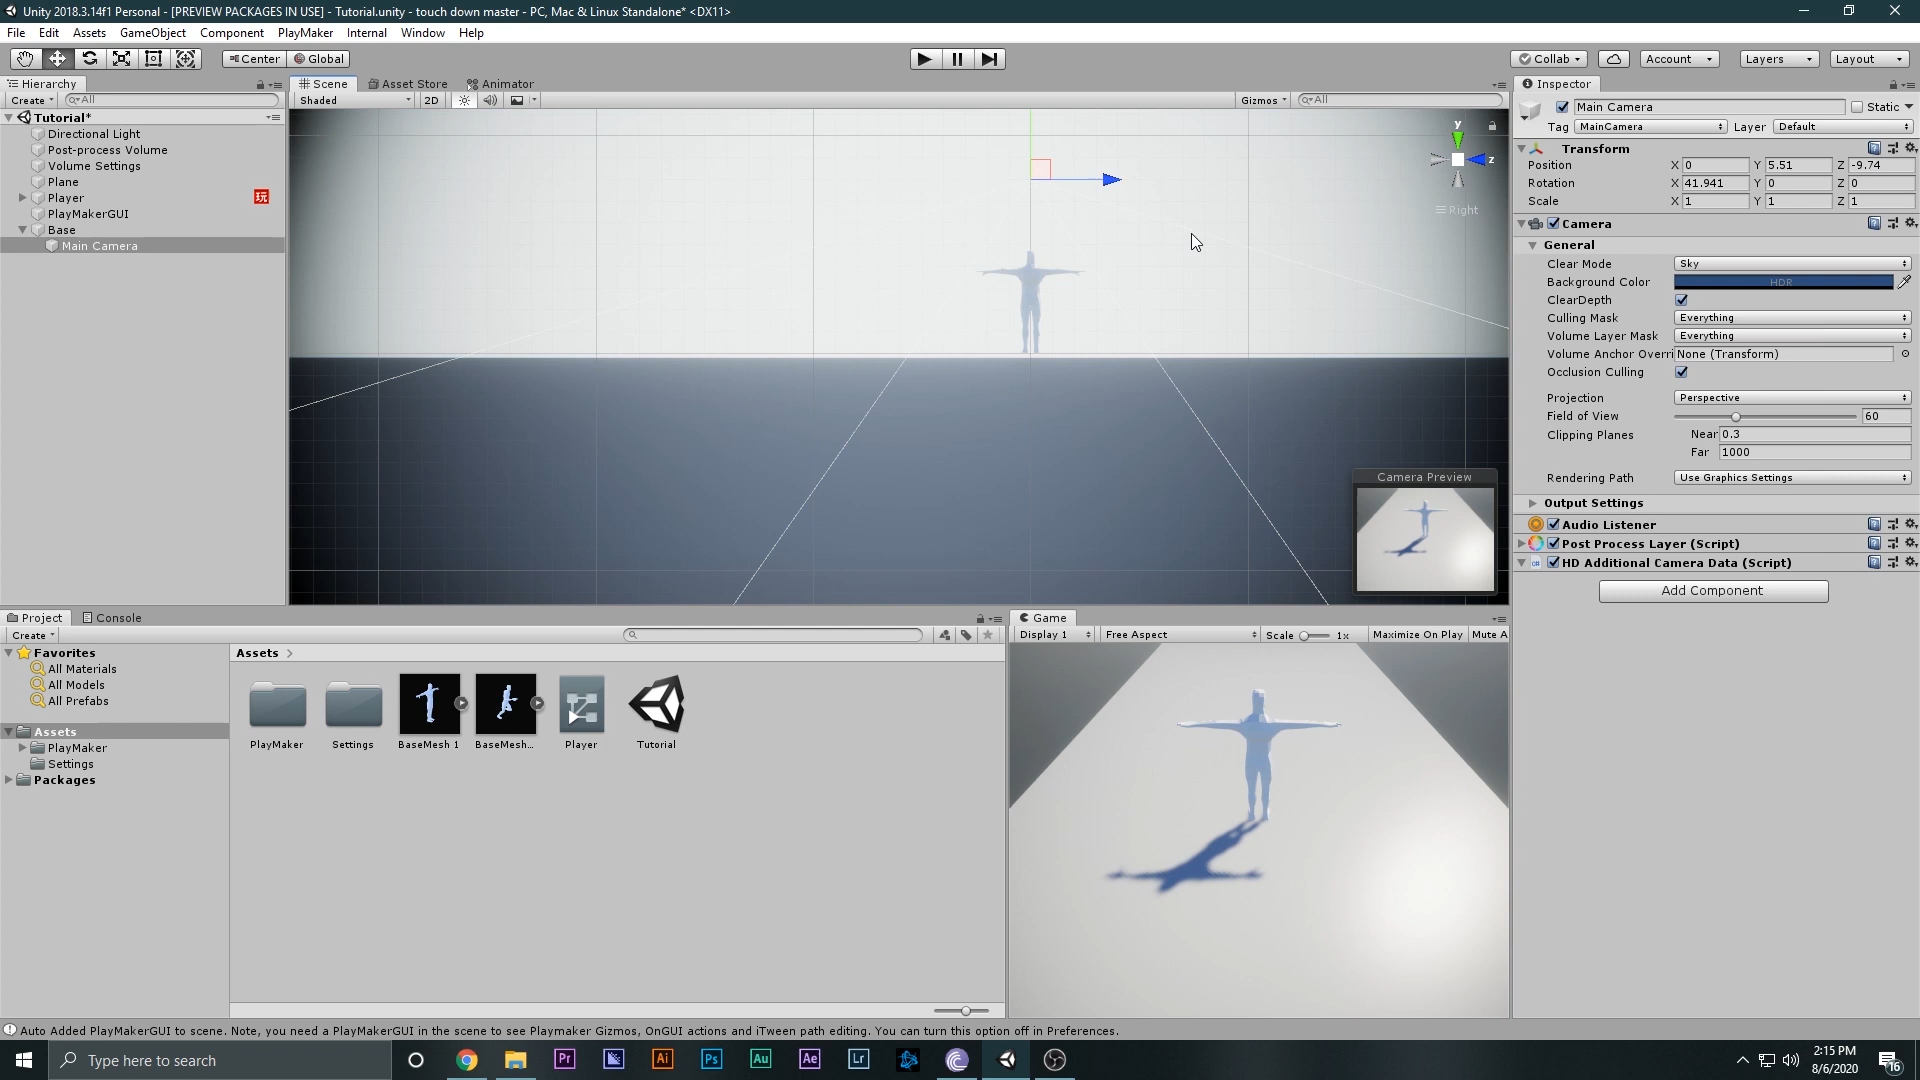 Unity 2018.3.14f1 Personal - [PREVIEW PACKAGES IN USE] - Tutorial.unity - touch down master - PC, Mac & Linux Standalone* <DX11>
File Edit Assets GameObject Component PlayMaker Internal Window Help
Center Global Collab Account Layers Layout
Hierarchy
Create All
Tutorial*
Directional Light
Post-process Volume
Volume Settings
Plane
Player 玩
PlayMakerGUI
Base
Main Camera
Scene Asset Store Animator
Shaded 2D Gizmos All
y
z
Right
Camera Preview
Inspector
Main Camera Static
Tag MainCamera Layer Default
Transform
Position X 0 Y 5.51 Z -9.74
Rotation X 41.941 Y 0 Z 0
Scale X 1 Y 1 Z 1
Camera
General
Clear Mode Sky
Background Color HDR
ClearDepth
Culling Mask Everything
Volume Layer Mask Everything
Volume Anchor Overri None (Transform)
Occlusion Culling
Projection Perspective
Field of View 60
Clipping Planes Near 0.3
Far 1000
Rendering Path Use Graphics Settings
Output Settings
Audio Listener
Post Process Layer (Script)
HD Additional Camera Data (Script)
Add Component
Project Console
Create
Favorites
All Materials
All Models
All Prefabs
Assets
PlayMaker
Settings
Packages
Assets
PlayMaker Settings BaseMesh 1 BaseMesh... Player Tutorial
Game
Display 1 Free Aspect Scale 1x Maximize On Play Mute A
Auto Added PlayMakerGUI to scene. Note, you need a PlayMakerGUI in the scene to see Playmaker Gizmos, OnGUI actions and iTween path editing. You can turn this option off in Preferences.
Type here to search
Pr Ai Ps Au Ae Lr
2:15 PM
8/6/2020
16